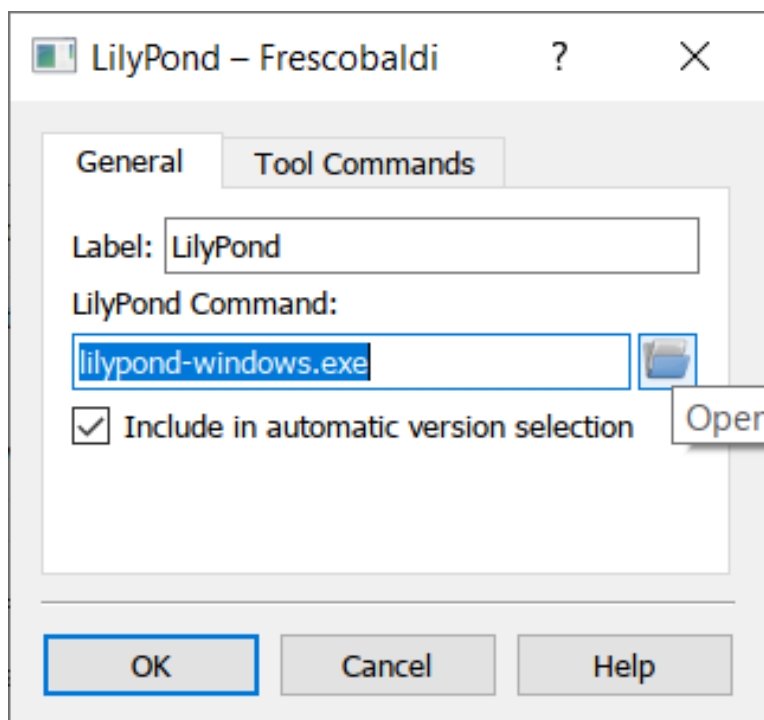 LilyPond – Frescobaldi ?
General Tool Commands
Label: LilyPond
LilyPond Command:
lilypond-windows.exe
Include in automatic version selection
OK Cancel Help